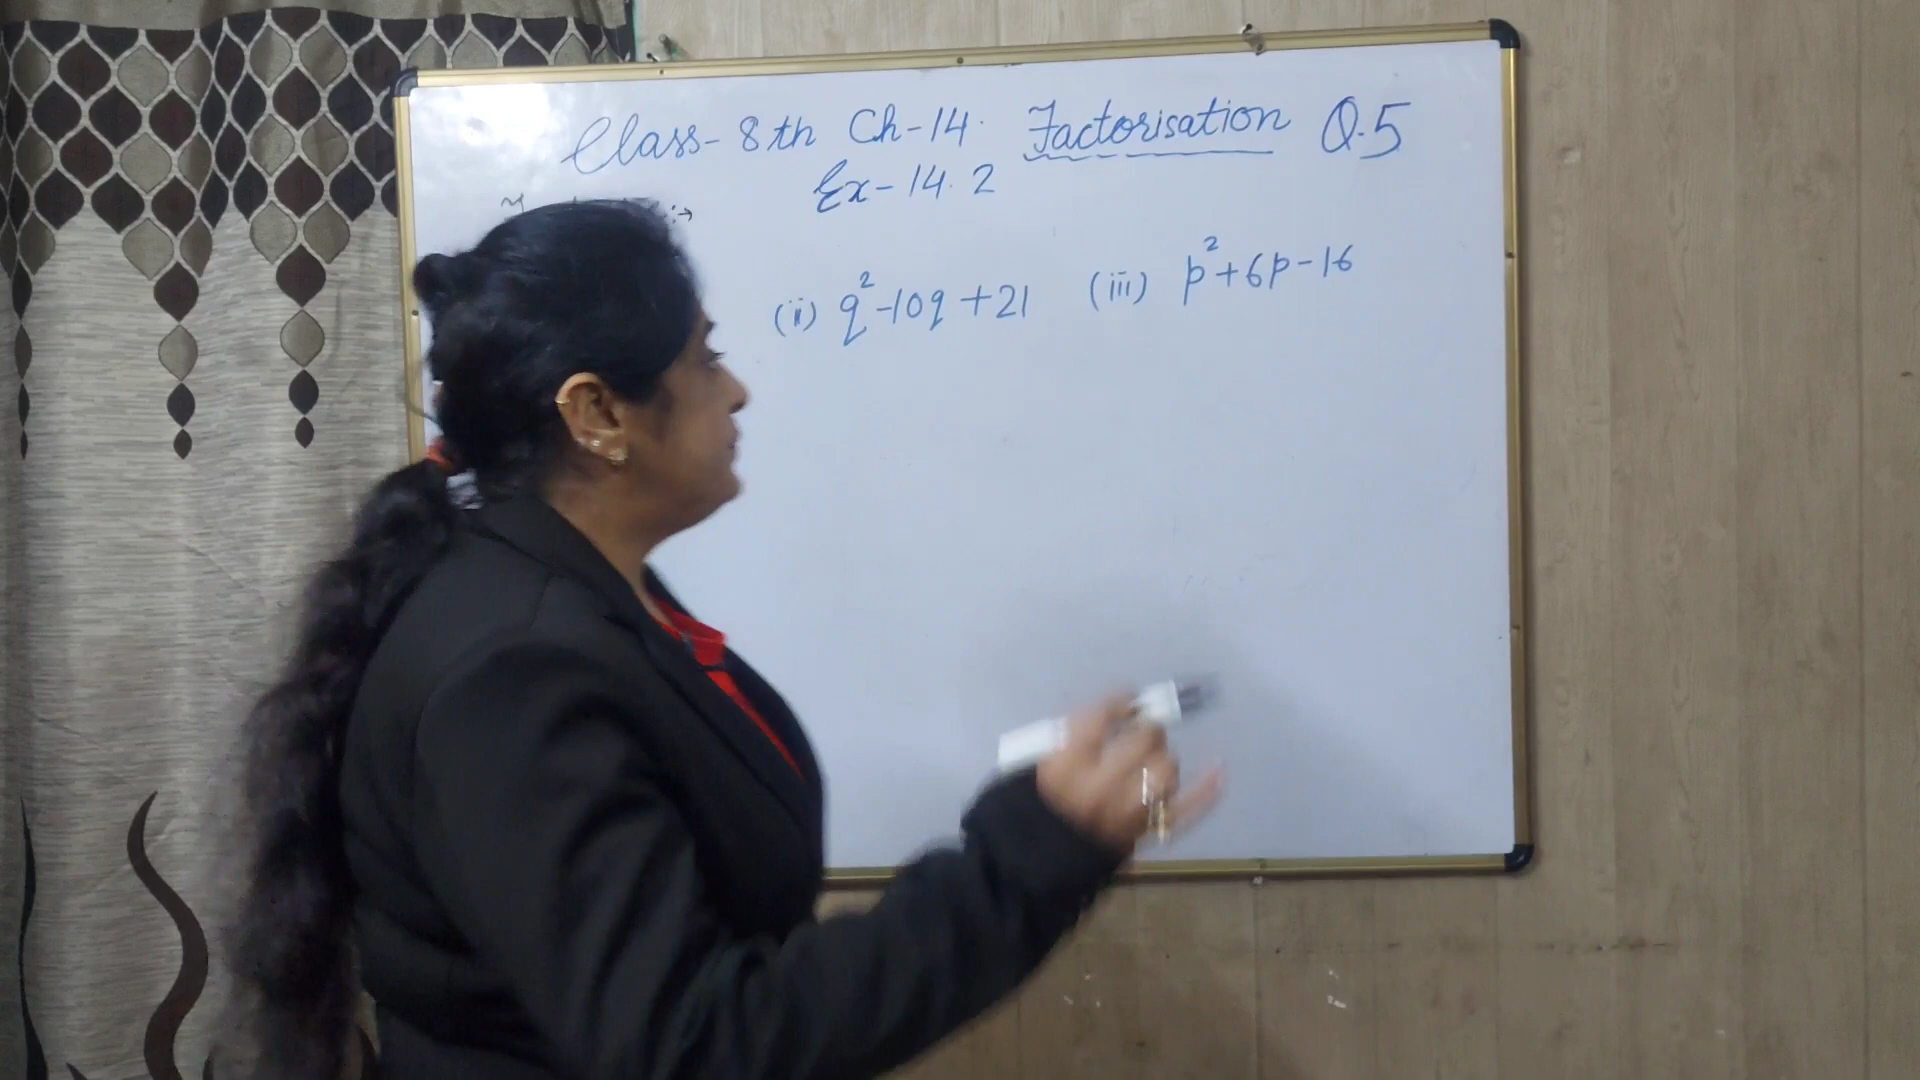 Class-8th Ch-14. Factorisation Q.5
Ex-14.2
(ii) q²-10q+21 (iii) p²+6p-16